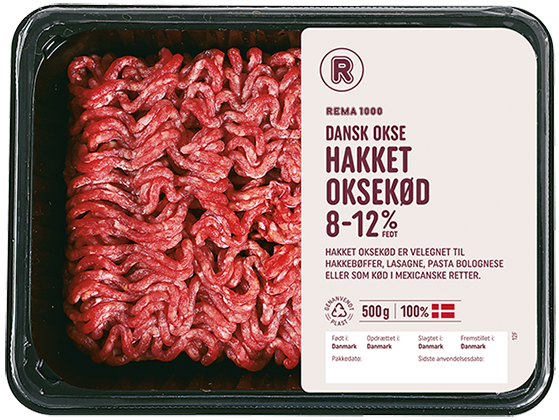 R
REMA 1000
DANSK OKSE
HAKKET
OKSEKØD
8-12%
FEDT
HAKKET OKSEKØD ER VELEGNET TIL
HAKKEBØFFER, LASAGNE, PASTA BOLOGNESE
ELLER SOM KØD I MEXICANSKE RETTER.
GENANVENDT PLAST
500g | 100%
Født i: Opdrættet i: Slagtet i: Fremstillet i:
Danmark Danmark Danmark Danmark
Pakkedato: Sidste anvendelsesdato: